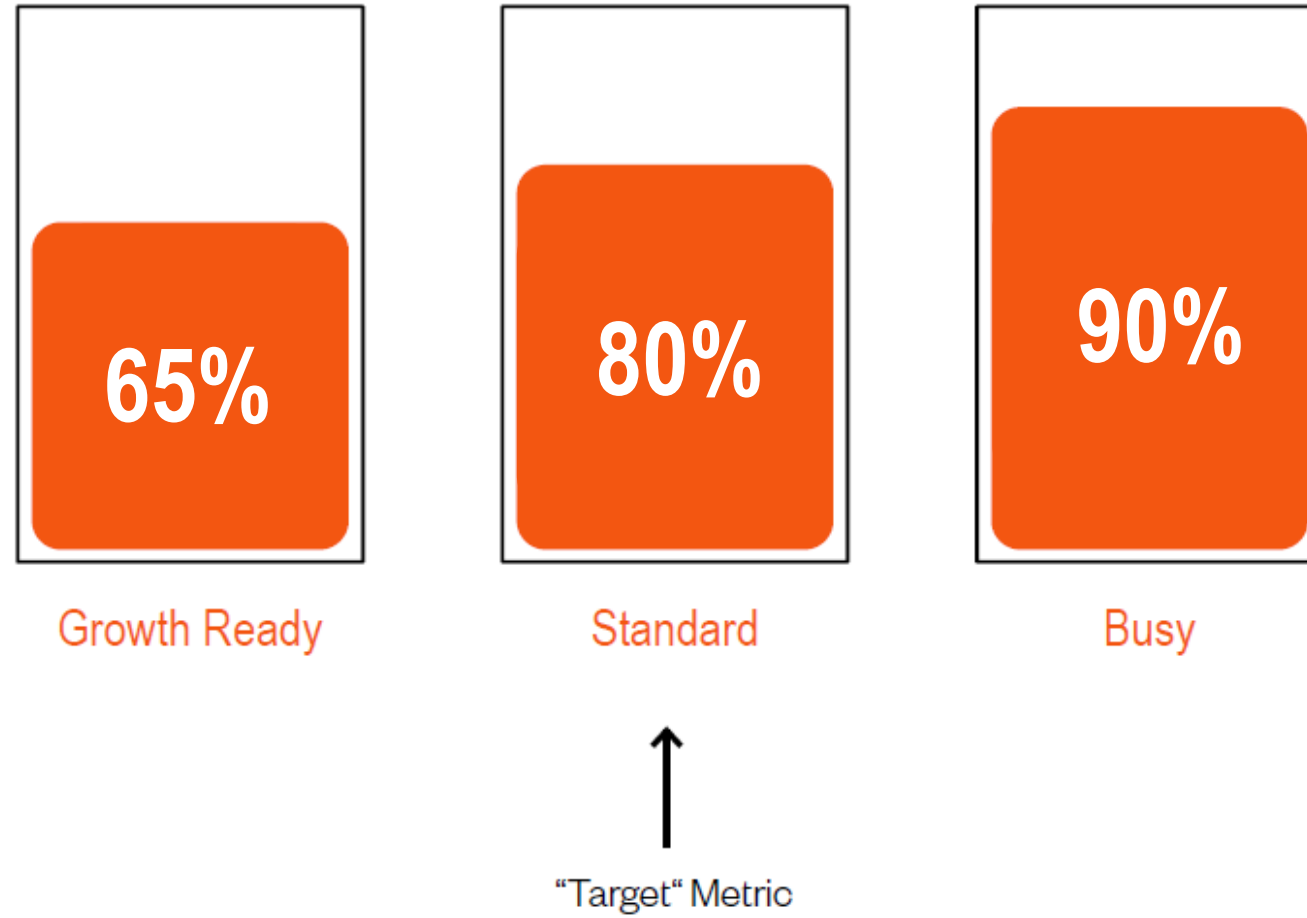 65%
80%
90%
Growth Ready
Standard
Busy
“Target“ Metric